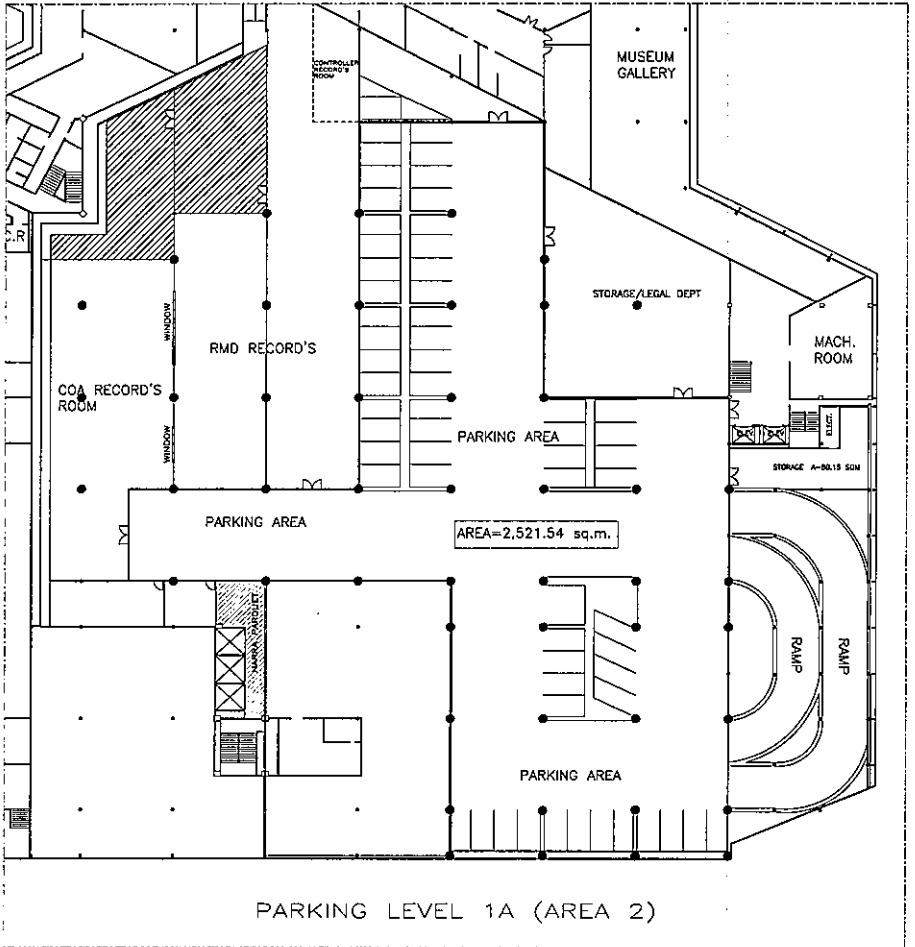 CONTROLLER
RECORD'S
ROOM
MUSEUM
GALLERY
C.R
STORAGE/LEGAL DEPT
WINDOW
RMD RECORD'S
MACH.
ROOM
COA RECORD'S
ROOM
WINDOW
PARKING AREA
ELECT.
STORAGE A=80.15 SQM
PARKING AREA
AREA=2,521.54 sq.m.
NARRA PARQUET
RAMP
RAMP
PARKING AREA
PARKING LEVEL 1A (AREA 2)